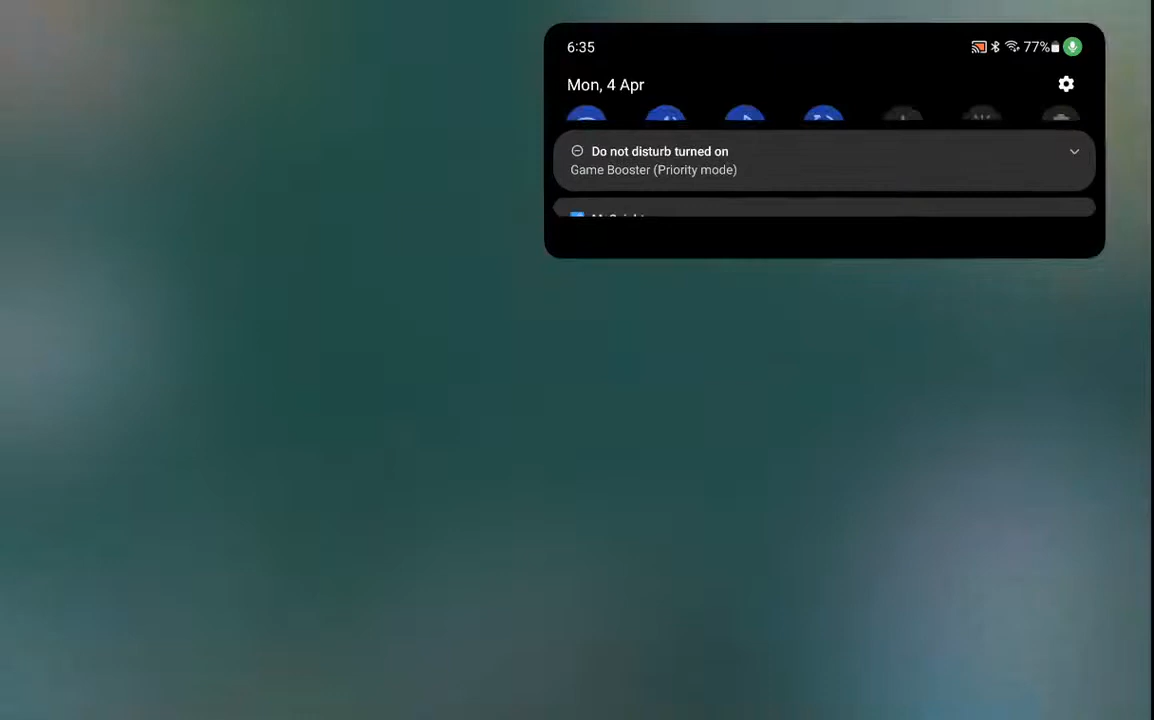 6:35
77%
Mon, 4 Apr
Do not disturb turned on
Game Booster (Priority mode)